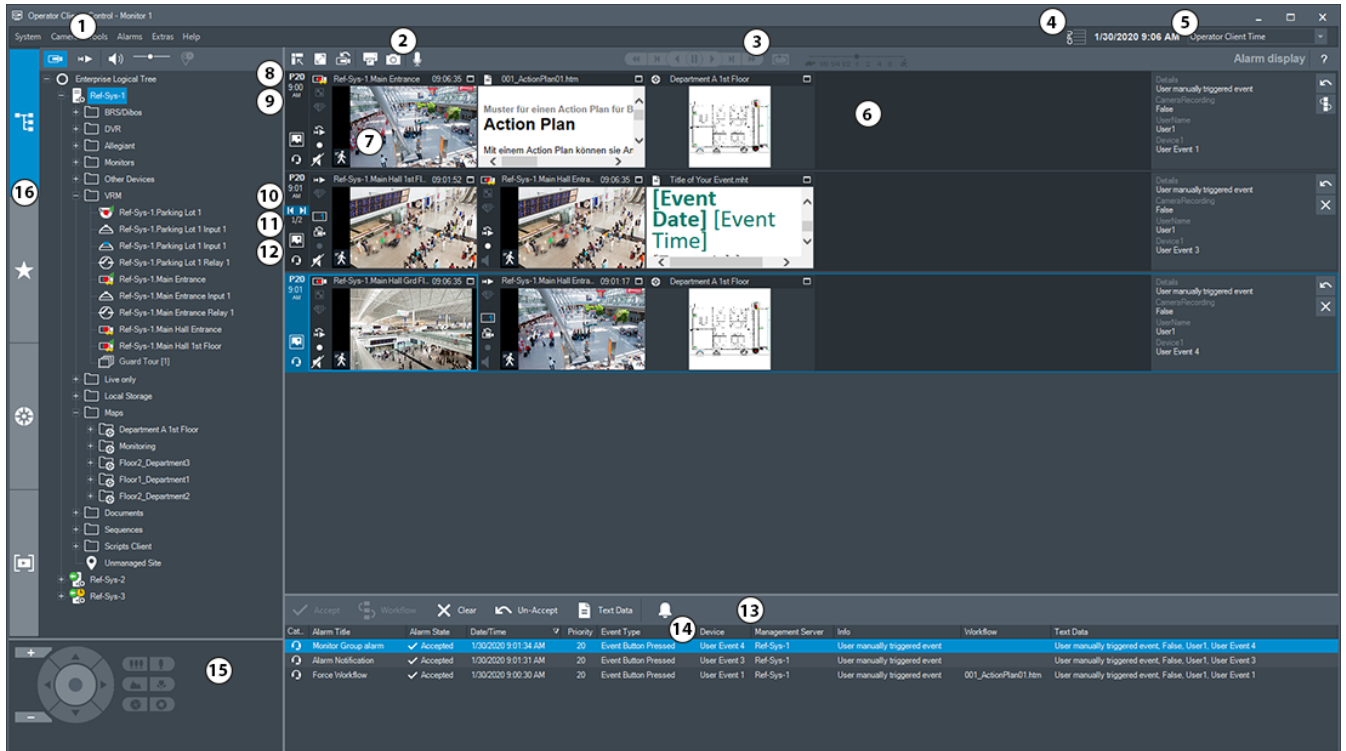 Operator Client Control - Monitor 1
1
4
5
System Camera Tools Alarms Extras Help
2
3
1/30/2020 9:06 AM Operator Client Time
Alarm display ?
8
Enterprise Logical Tree
9
Ref-Sys-1
BRS/Dibos
DVR
Allegiant
Monitors
Other Devices
VRM
10
16
Ref-Sys-1.Parking Lot 1
11
Ref-Sys-1.Parking Lot 1 Input 1
Ref-Sys-1.Parking Lot 1 Input 1
12
Ref-Sys-1.Parking Lot 1 Relay 1
Ref-Sys-1.Main Entrance
Ref-Sys-1.Main Entrance Input 1
Ref-Sys-1.Main Entrance Relay 1
Ref-Sys-1.Main Hall Entrance
Ref-Sys-1.Main Hall 1st Floor
Guard Tour [1]
Live only
Local Storage
Maps
Department A 1st Floor
Monitoring
Floor2_Department3
Floor1_Department1
Floor2_Department2
Documents
Sequences
Scripts Client
Unmanaged Site
Ref-Sys-2
Ref-Sys-3
P20 Ref-Sys-1.Main Entrance 09:06:35 001_ActionPlan01.htm Department A 1st Floor
9:00
AM
7
6
Muster für einen Action Plan für B
Action Plan
Mit einem Action Plan können sie Ar
Details
User manually triggered event
CameraRecording
False
UserName
User1
Device1
User Event 1
P20 Ref-Sys-1.Main Hall 1st Fl.. 09:01:52 Ref-Sys-1.Main Hall Entra.. 09:06:35 Title of Your Event.mht
9:01
AM
1/2
[Event
Date] [Event
Time]
Details
User manually triggered event
CameraRecording
False
UserName
User1
Device1
User Event 3
P20 Ref-Sys-1.Main Hall Grd Fl.. 09:06:35 Ref-Sys-1.Main Hall Entra.. 09:01:17 Department A 1st Floor
9:01
AM
Details
User manually triggered event
CameraRecording
False
UserName
User1
Device1
User Event 4
Accept Workflow Clear Un-Accept Text Data 13
Cat.. Alarm Title Alarm State Date/Time Priority Event Type 14 Device Management Server Info Workflow Text Data
Monitor Group alarm Accepted 1/30/2020 9:01:34 AM 20 Event Button Pressed User Event 4 Ref-Sys-1 User manually triggered event User manually triggered event, False, User1, User Event 4
Alarm Notification Accepted 1/30/2020 9:01:31 AM 20 Event Button Pressed User Event 3 Ref-Sys-1 User manually triggered event User manually triggered event, False, User1, User Event 3
Force Workflow Accepted 1/30/2020 9:00:30 AM 20 Event Button Pressed User Event 1 Ref-Sys-1 User manually triggered event 001_ActionPlan01.htm User manually triggered event, False, User1, User Event 1
15